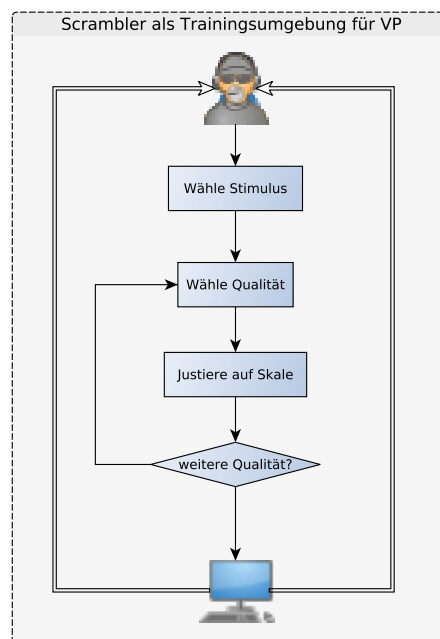 Scrambler als Trainingsumgebung für VP
Wähle Stimulus
Wähle Qualität
Justiere auf Skale
weitere Qualität?